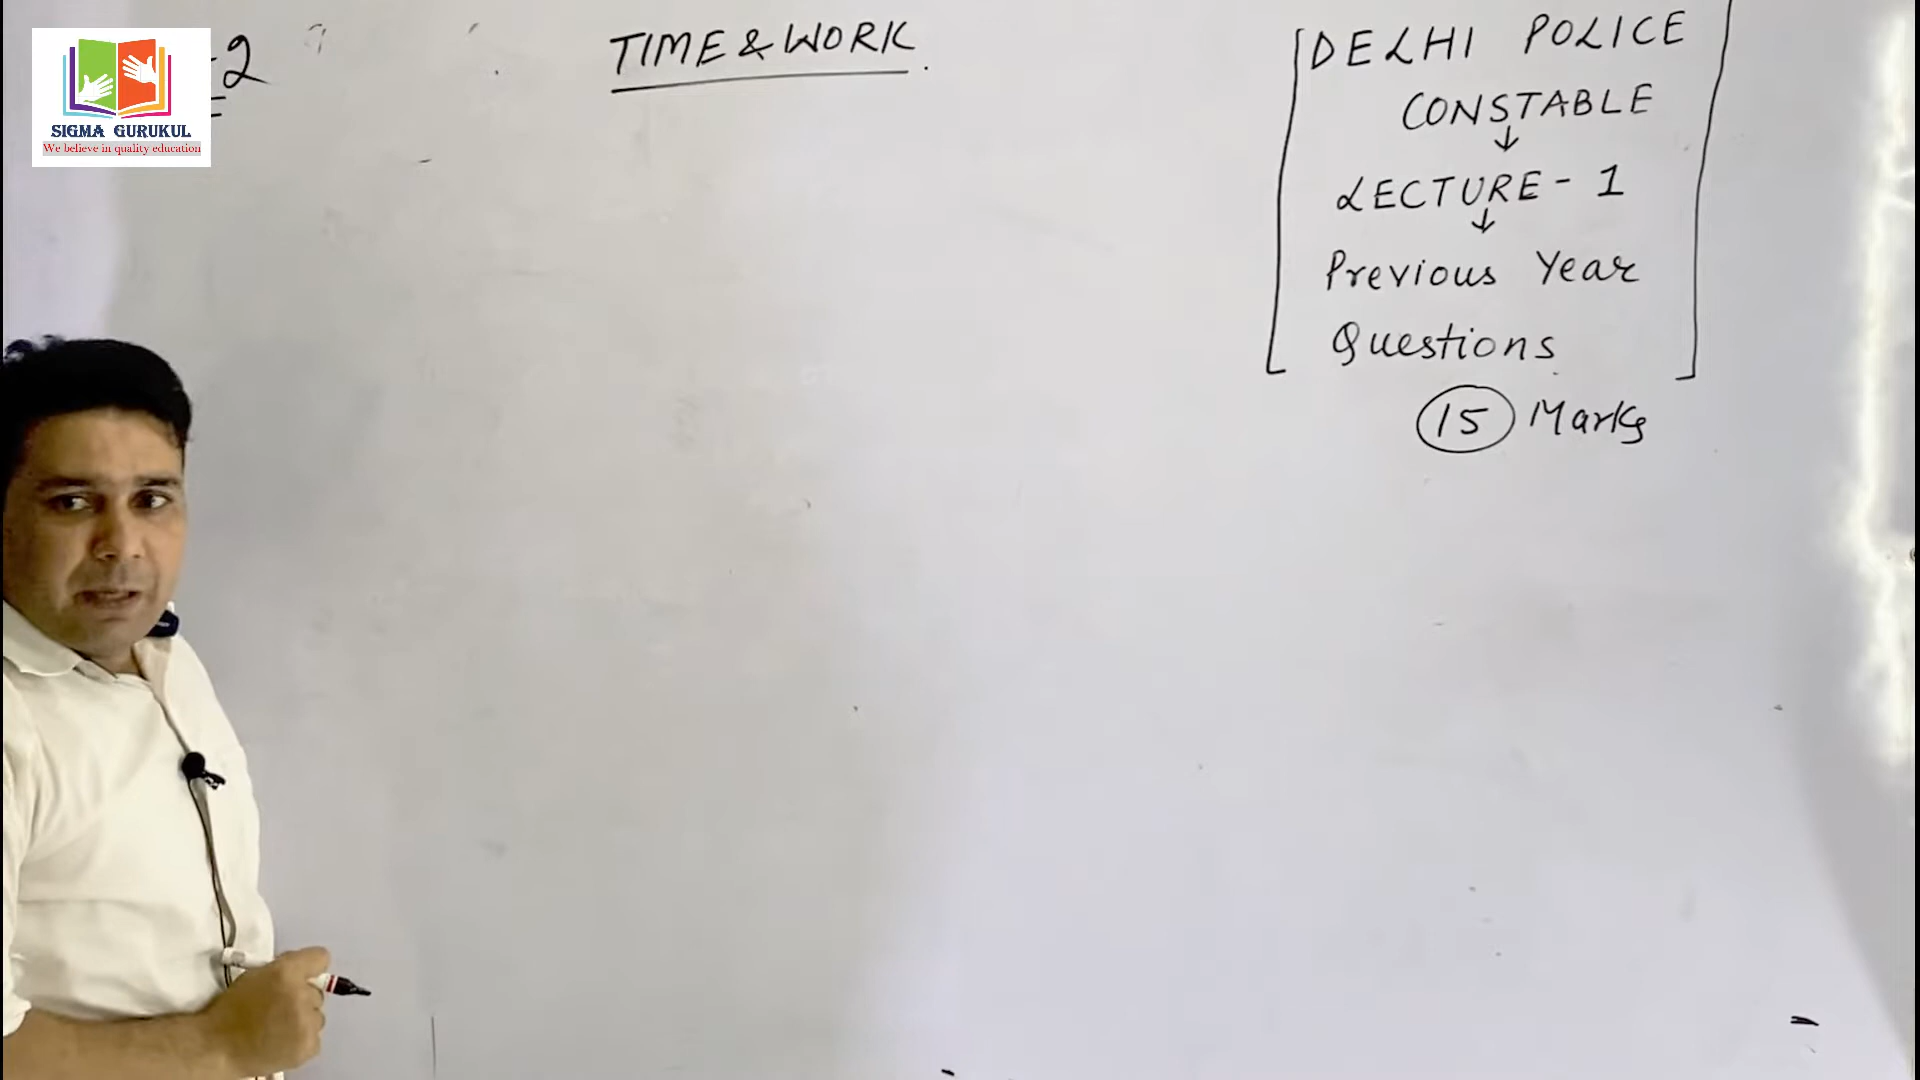 -2
TIME & WORK.
SIGMA GURUKUL
We believe in quality education
DELHI POLICE
CONSTABLE
LECTURE - 1
Previous Year
Questions
15 Marks